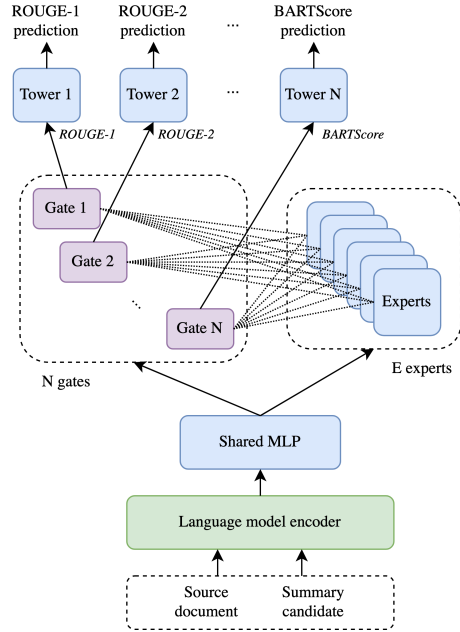 ROUGE-1 prediction
ROUGE-2 prediction
...
BARTScore prediction
Tower 1
Tower 2
...
Tower N
ROUGE-1
ROUGE-2
BARTScore
Gate 1
Gate 2
...
Gate N
Experts
N gates
E experts
Shared MLP
Language model encoder
Source document
Summary candidate